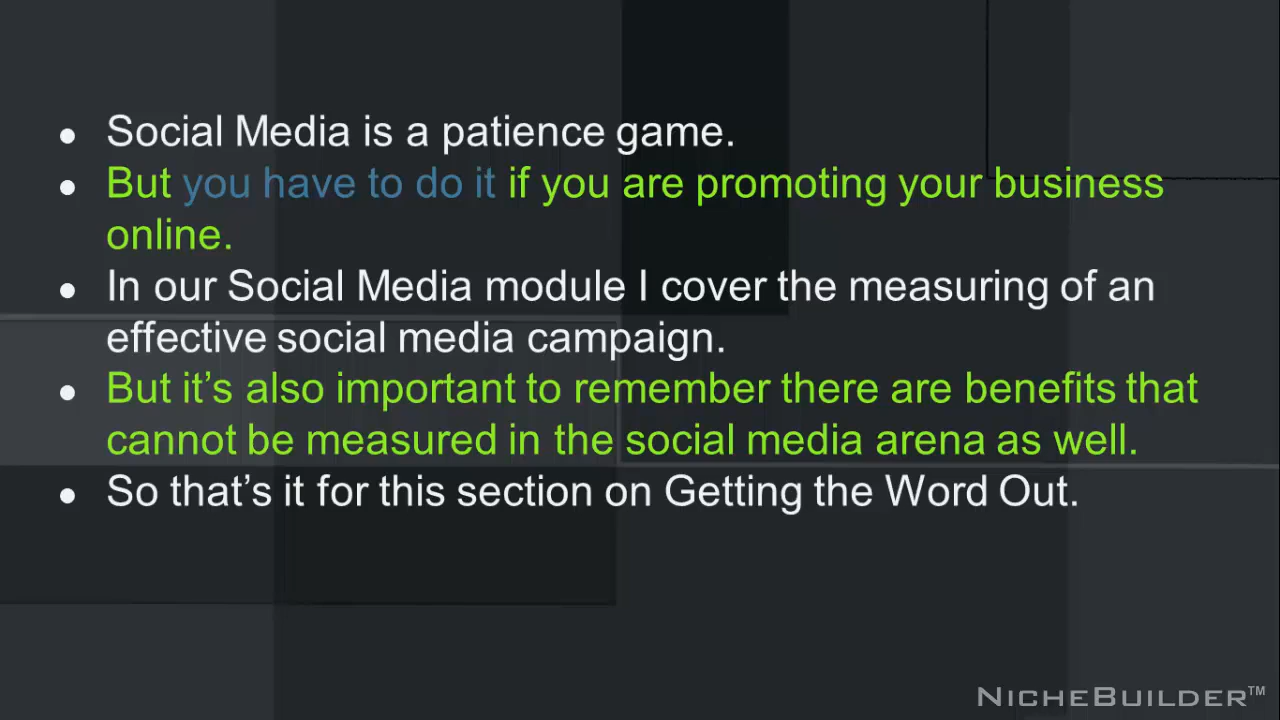 ● Social Media is a patience game.
● But you have to do it if you are promoting your business
online.
● In our Social Media module I cover the measuring of an
effective social media campaign.
● But it’s also important to remember there are benefits that
cannot be measured in the social media arena as well.
● So that’s it for this section on Getting the Word Out.
NICHEBUILDER™